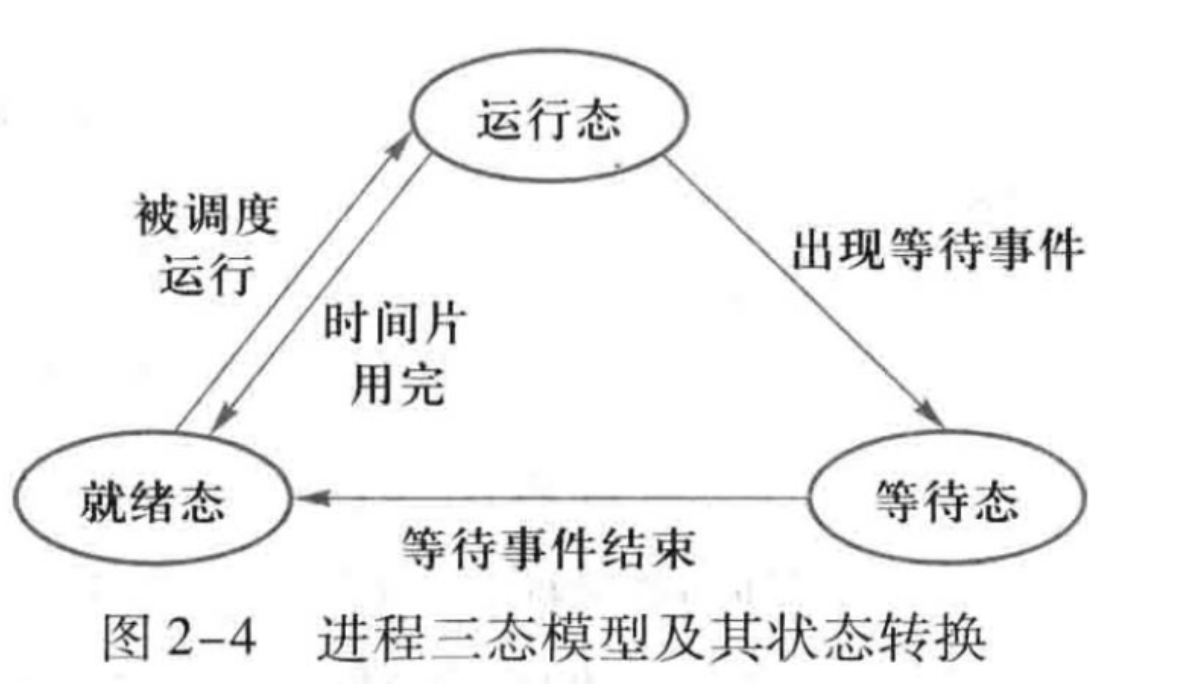 运行态
被调度
运行
出现等待事件
时间片
用完
就绪态
等待态
等待事件结束
图 2-4 进程三态模型及其状态转换